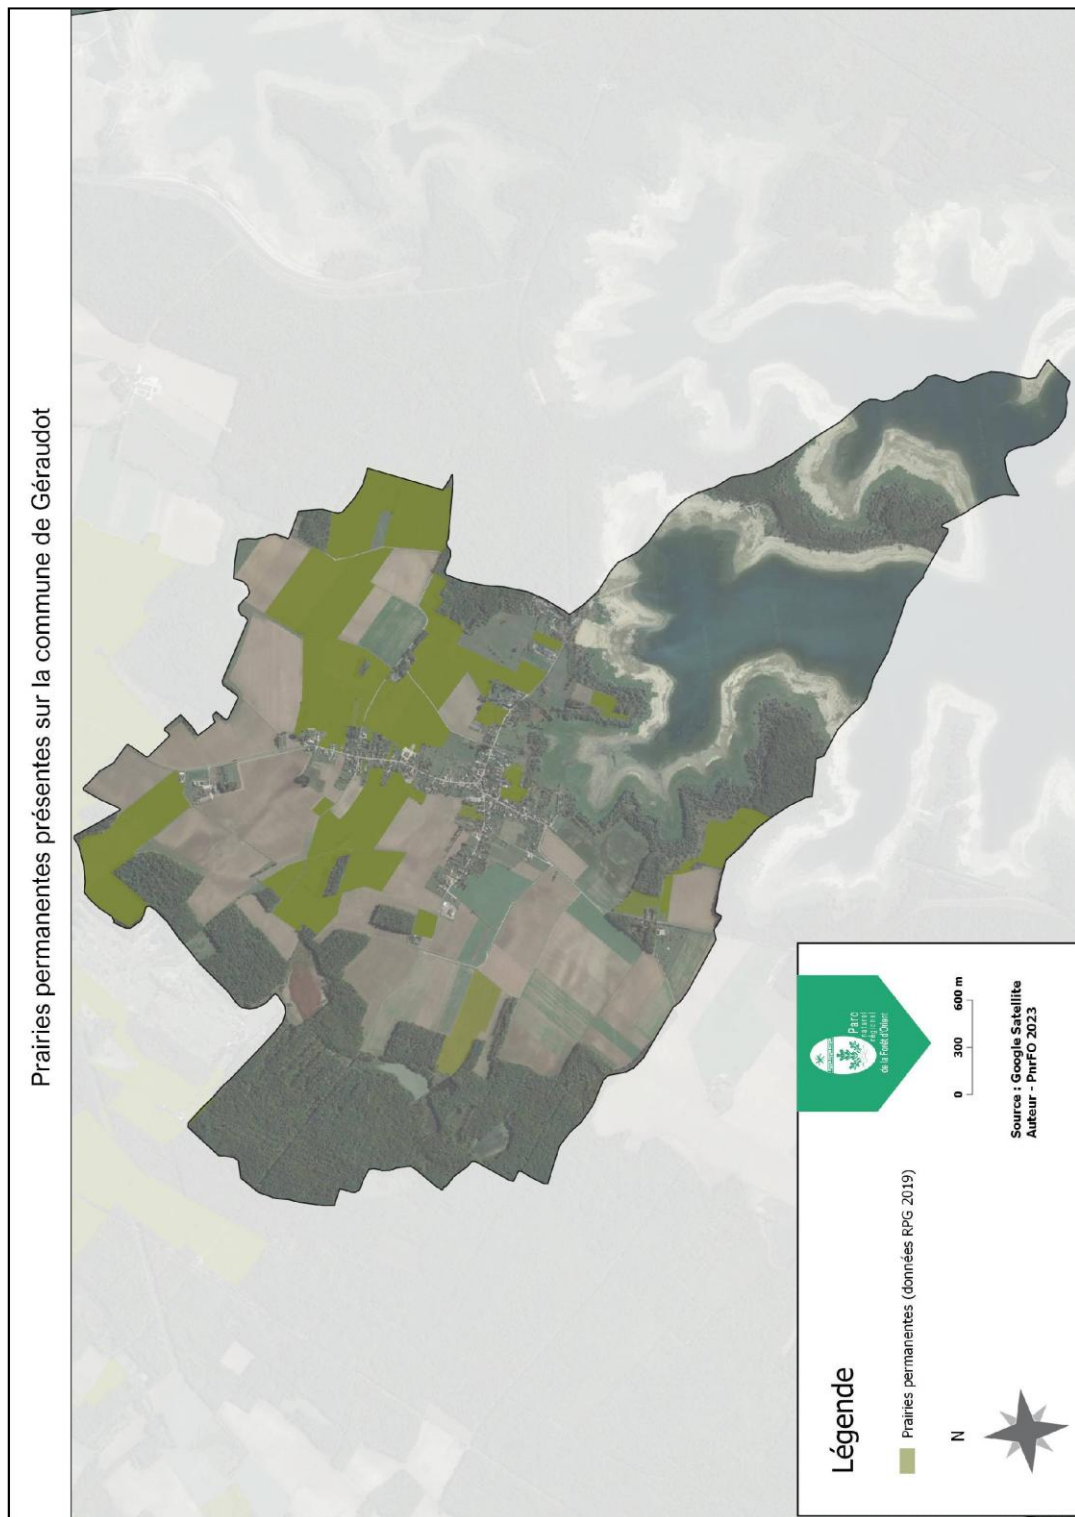 Prairies permanentes présentes sur la commune de Géraudot
Légende
Prairies permanentes (données RPG 2019)
N
Parc
naturel
régional
de la Forêt d'Orient
0 300 600 m
Source : Google Satellite
Auteur - PnrFO 2023